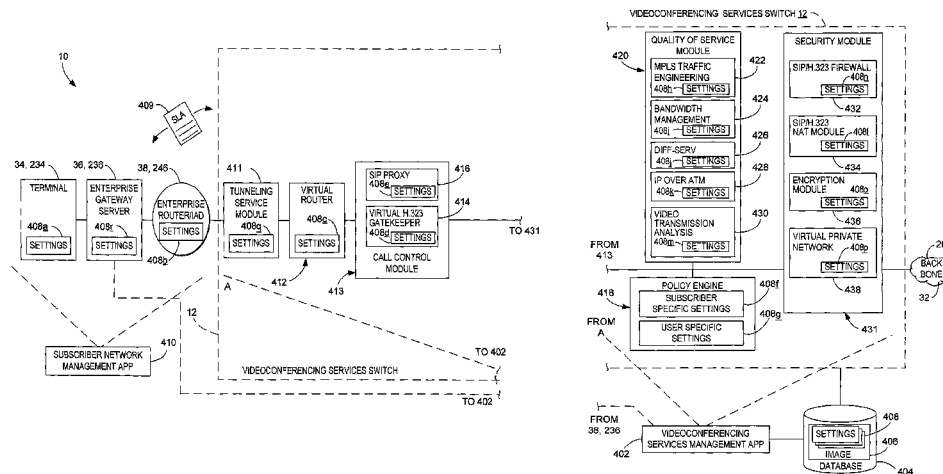 10
SLA
409
34, 234
TERMINAL
408a
SETTINGS
36, 236
ENTERPRISE
GATEWAY
SERVER
408r
SETTINGS
38, 246
ENTERPRISE
ROUTER/IAD
SETTINGS
408b
411
TUNNELING
SERVICE
MODULE
408q
SETTINGS
VIRTUAL
ROUTER
SETTINGS
412
SIP PROXY
408e
SETTINGS
416
VIRTUAL H.323
GATEKEEPER
408d
SETTINGS
414
CALL CONTROL
MODULE
413
TO 431
A
12
SUBSCRIBER NETWORK
MANAGEMENT APP
410
TO 402
VIDEOCONFERENCING SERVICES SWITCH
TO 402
VIDEOCONFERENCING SERVICES SWITCH 12
QUALITY OF SERVICE
MODULE
420
MPLS TRAFFIC
ENGINEERING
408h
SETTINGS
422
BANDWIDTH
MANAGEMENT
408i
SETTINGS
424
DIFF-SERV
408j
SETTINGS
426
IP OVER ATM
408k
SETTINGS
428
VIDEO
TRANSMISSION
ANALYSIS
408m
SETTINGS
430
SECURITY MODULE
SIP/H.323 FIREWALL
408n
SETTINGS
432
SIP/H.323
NAT MODULE
408l
SETTINGS
434
ENCRYPTION
MODULE
408o
SETTINGS
436
VIRTUAL PRIVATE
NETWORK
408p
SETTINGS
438
431
BACK
BONE
32
FROM
413
418
POLICY ENGINE
SUBSCRIBER
SPECIFIC SETTINGS
408f
USER SPECIFIC
SETTINGS
408g
FROM
A
FROM
36, 236
VIDEOCONFERENCING
SERVICES MANAGEMENT APP
402
SETTINGS
408
406
IMAGE
DATABASE
404